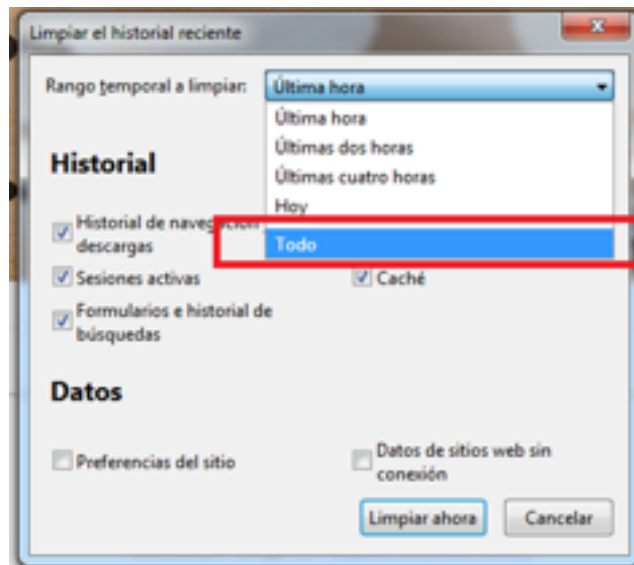 Limpiar el historial reciente
Rango temporal a limpiar: Última hora
Última hora
Últimas dos horas
Últimas cuatro horas
Hoy
Todo
Historial
Historial de navegación
descargas
Sesiones activas
Caché
Formularios e historial de
búsquedas
Datos
Preferencias del sitio
Datos de sitios web sin
conexión
Limpiar ahora
Cancelar